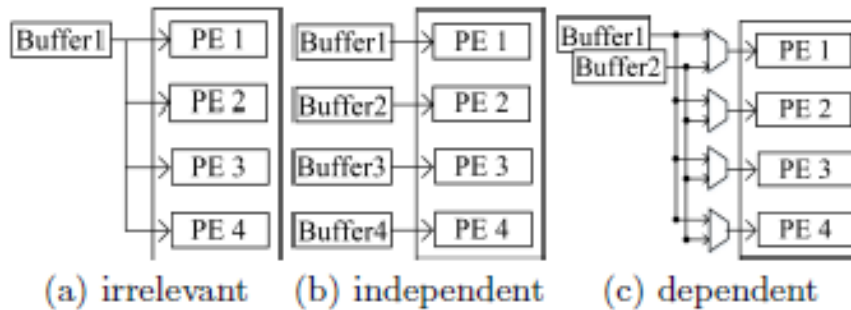 Buffer1 PE 1
PE 2
PE 3
PE 4
(a) irrelevant
Buffer1 PE 1
Buffer2 PE 2
Buffer3 PE 3
Buffer4 PE 4
(b) independent
Buffer1
Buffer2
PE 1
PE 2
PE 3
PE 4
(c) dependent